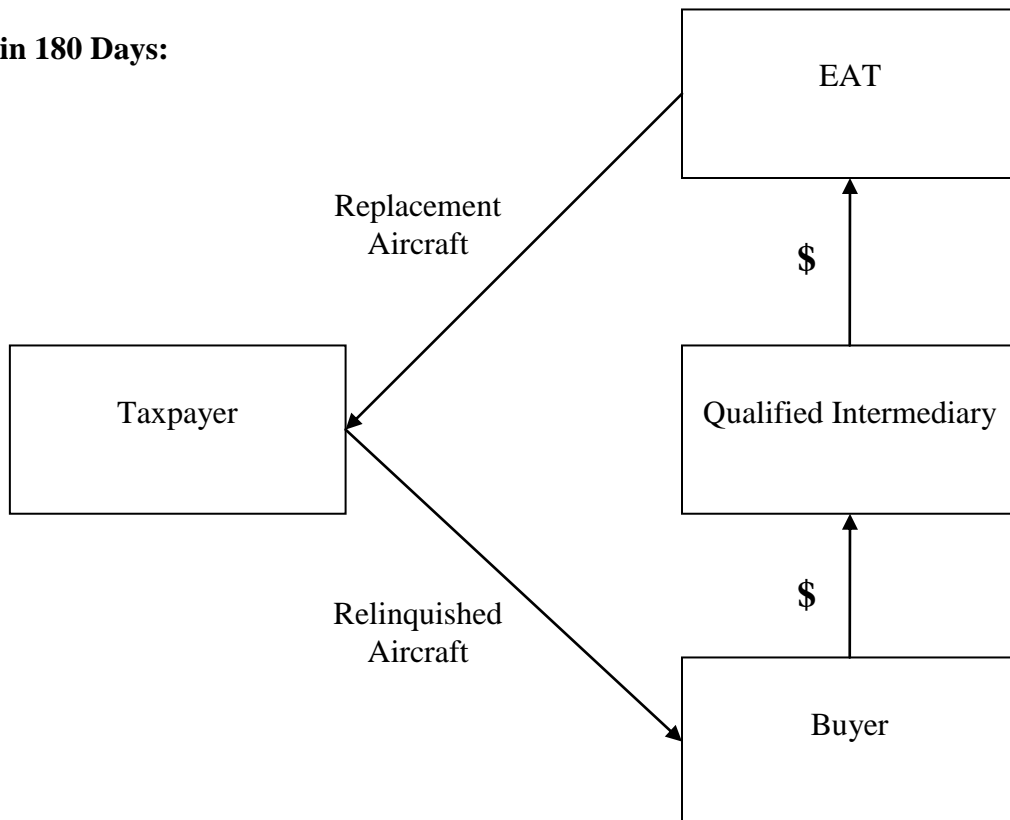 in 180 Days:
EAT
Replacement
Aircraft
$
Taxpayer
Qualified Intermediary
Relinquished
Aircraft
$
Buyer